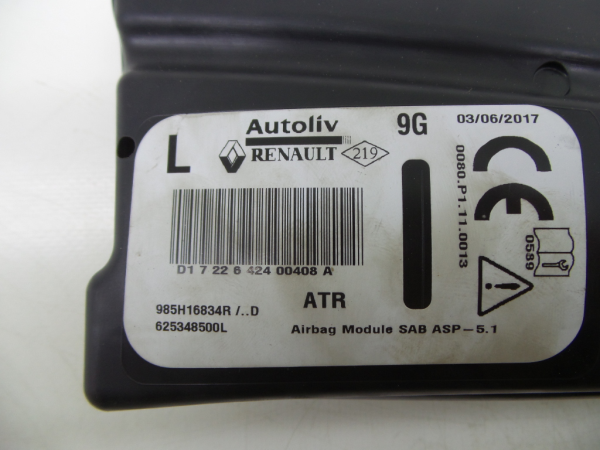 Autoliv
L RENAULT 219
9G
03/06/2017
0080.P1.11.0013
CE
0589
D1 7 22 6 424 00408 A
985H16834R /..D
625348500L
ATR
Airbag Module SAB ASP-5.1